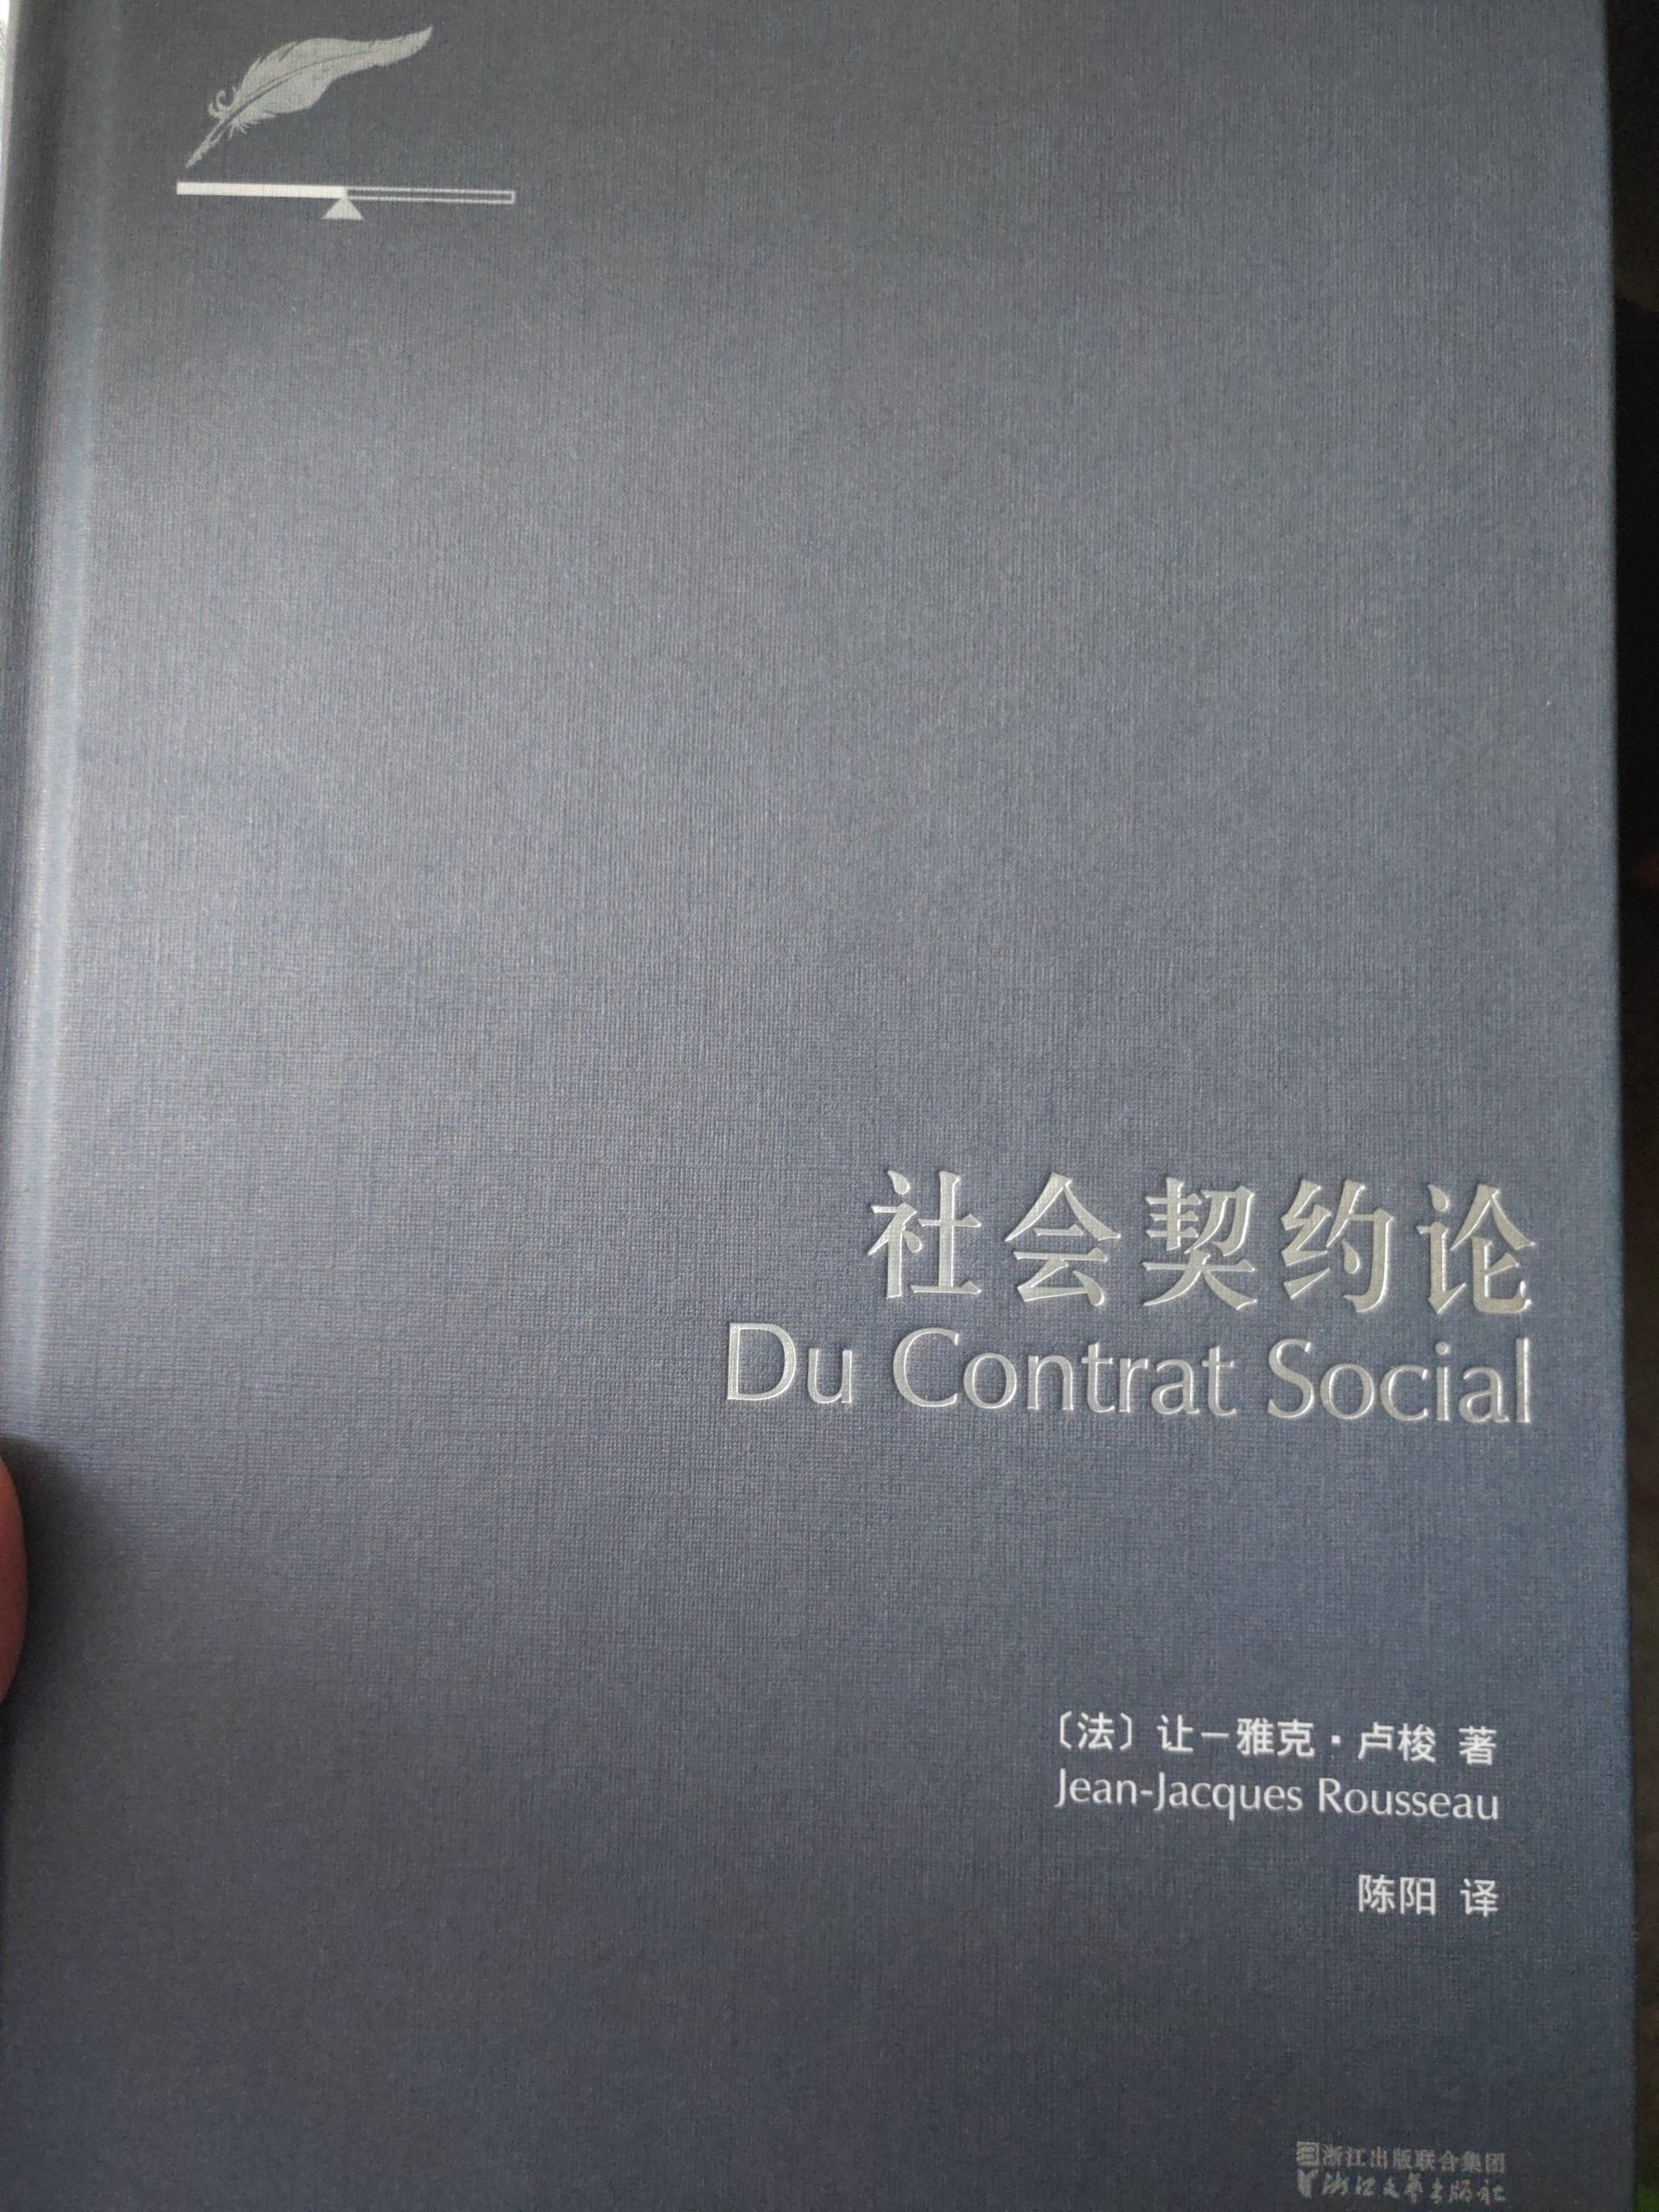 社会契约论
Du Contrat Social
〔法〕让－雅克·卢梭 著
Jean-Jacques Rousseau
陈阳 译
浙江出版联合集团
浙江文艺出版社